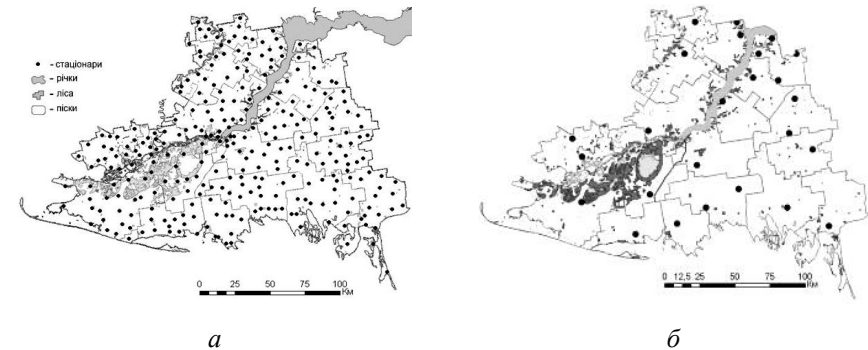 - стаціонари
- річки
- ліса
- піски
0 25 50 75 100
Км
0 12,5 25 50 75 100
Км
а
б